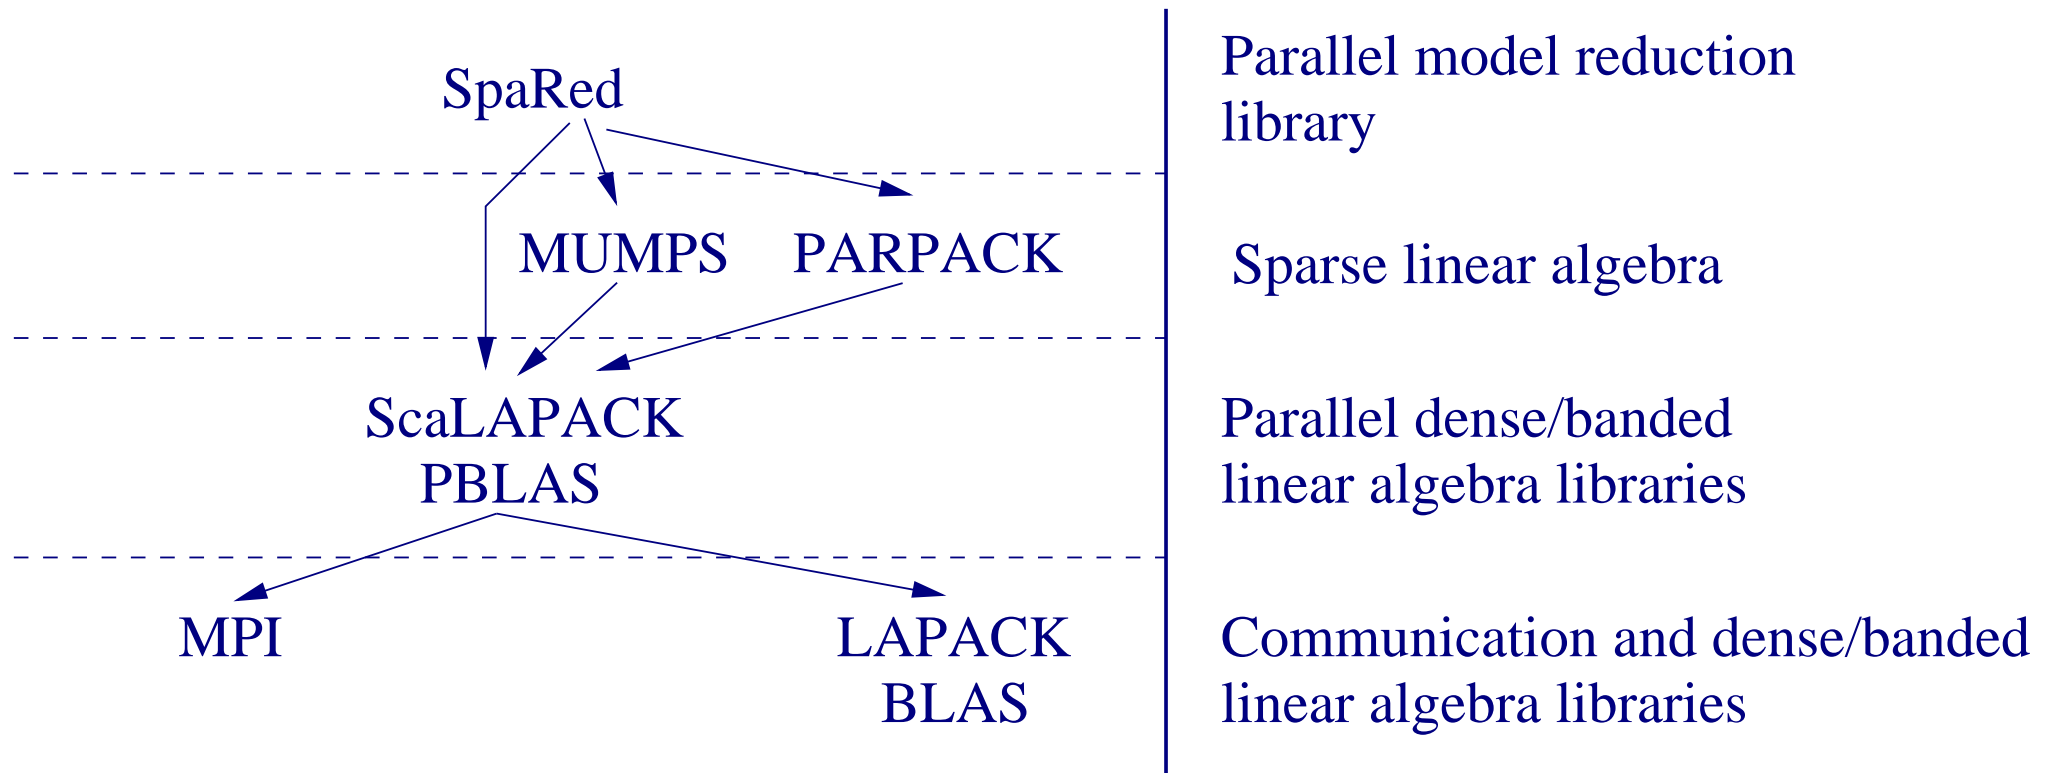 SpaRed
Parallel model reduction
library
MUMPS
PARPACK
Sparse linear algebra
ScaLAPACK
PBLAS
Parallel dense/banded
linear algebra libraries
MPI
LAPACK
BLAS
Communication and dense/banded
linear algebra libraries